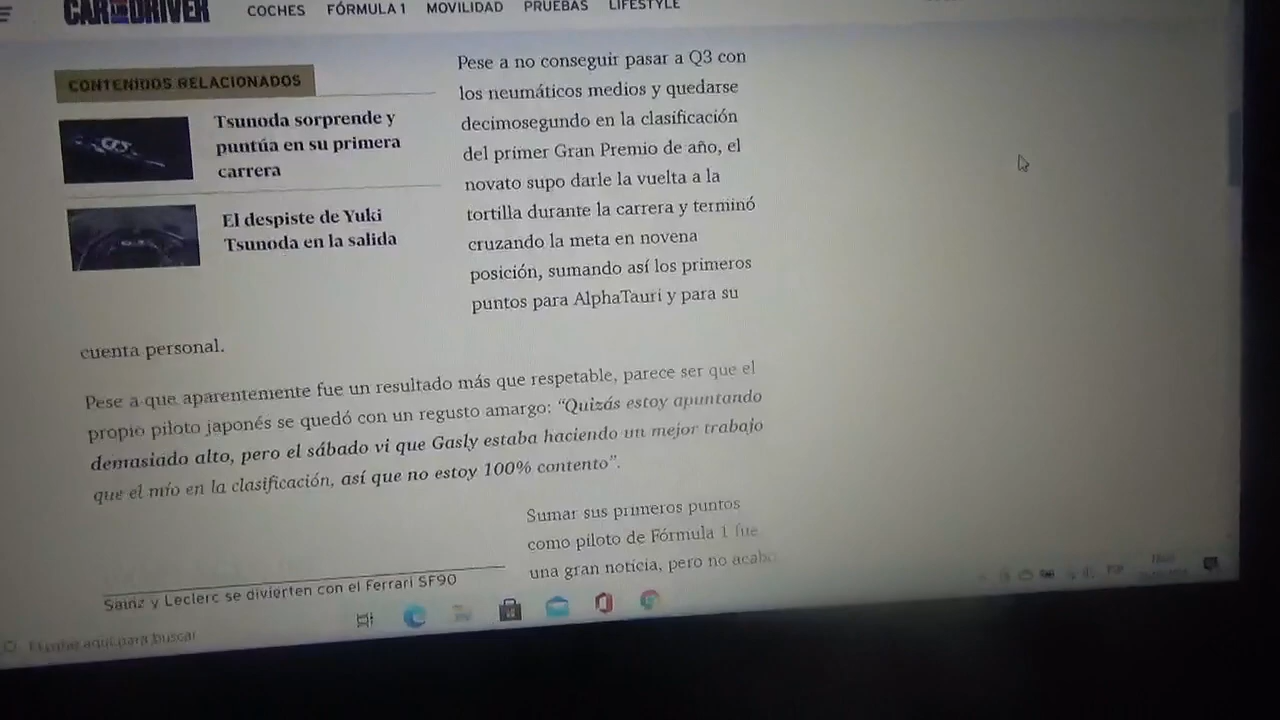 CAR AND DRIVER
COCHES FÓRMULA 1 MOVILIDAD PRUEBAS LIFESTYLE
CONTENIDOS RELACIONADOS
Tsunoda sorprende y
puntúa en su primera
carrera
El despiste de Yuki
Tsunoda en la salida
Pese a no conseguir pasar a Q3 con
los neumáticos medios y quedarse
decimosegundo en la clasificación
del primer Gran Premio de año, el
novato supo darle la vuelta a la
tortilla durante la carrera y terminó
cruzando la meta en novena
posición, sumando así los primeros
puntos para AlphaTauri y para su
cuenta personal.
Pese a que aparentemente fue un resultado más que respetable, parece ser que el
propio piloto japonés se quedó con un regusto amargo: “Quizás estoy apuntando
demasiado alto, pero el sábado vi que Gasly estaba haciendo un mejor trabajo
que el mío en la clasificación, así que no estoy 100% contento”.
Sumar sus primeros puntos
como piloto de Fórmula 1 fue
una gran noticia, pero no acabó
Sainz y Leclerc se divierten con el Ferrari SF90
aquí para buscar